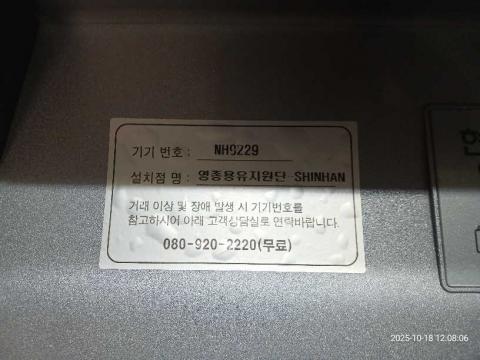 기기 번호 : NH9229
설치점 명 : 영종용유지원단-SHINHAN
거래 이상 및 장애 발생 시 기기번호를
참고하시어 아래 고객상담실로 연락바랍니다.
080-920-2220(무료)
2025-10-18 12:08:06